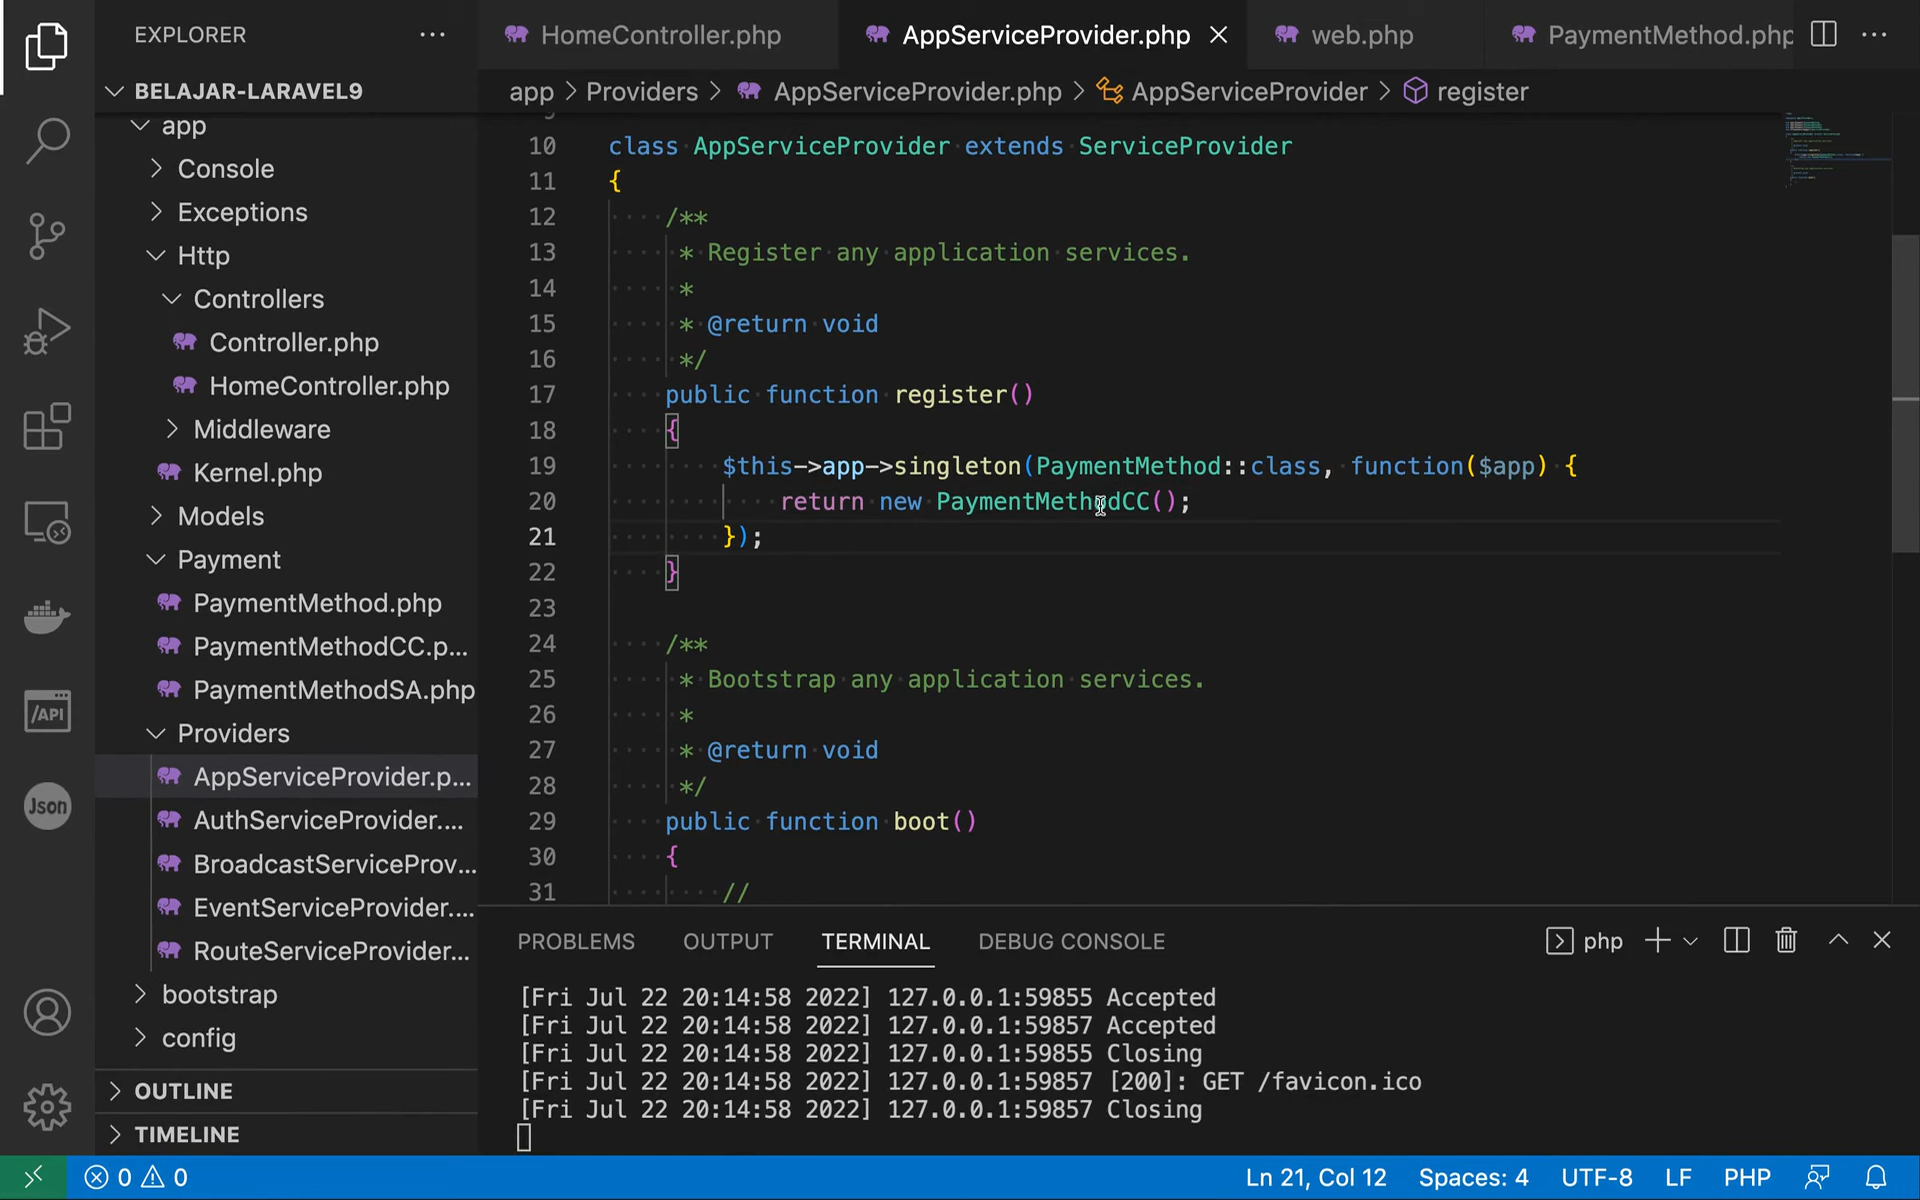 EXPLORER
BELAJAR-LARAVEL9
app
Console
Exceptions
Http
Controllers
Controller.php
HomeController.php
Middleware
Kernel.php
Models
Payment
PaymentMethod.php
PaymentMethodCC.p...
PaymentMethodSA.php
Providers
AppServiceProvider.p...
AuthServiceProvider....
BroadcastServiceProv...
EventServiceProvider....
RouteServiceProvider...
bootstrap
config
OUTLINE
TIMELINE
/API
Json
HomeController.php AppServiceProvider.php web.php PaymentMethod.php
app > Providers > AppServiceProvider.php > AppServiceProvider > register
10 class AppServiceProvider extends ServiceProvider
11 {
12 /**
13 * Register any application services.
14 *
15 * @return void
16 */
17 public function register()
18 {
19 $this->app->singleton(PaymentMethod::class, function($app) {
20 return new PaymentMethodCC();
21 });
22 }
23
24 /**
25 * Bootstrap any application services.
26 *
27 * @return void
28 */
29 public function boot()
30 {
31 //
PROBLEMS OUTPUT TERMINAL DEBUG CONSOLE php
[Fri Jul 22 20:14:58 2022] 127.0.0.1:59855 Accepted
[Fri Jul 22 20:14:58 2022] 127.0.0.1:59857 Accepted
[Fri Jul 22 20:14:58 2022] 127.0.0.1:59855 Closing
[Fri Jul 22 20:14:58 2022] 127.0.0.1:59857 [200]: GET /favicon.ico
[Fri Jul 22 20:14:58 2022] 127.0.0.1:59857 Closing
0 0 Ln 21, Col 12 Spaces: 4 UTF-8 LF PHP